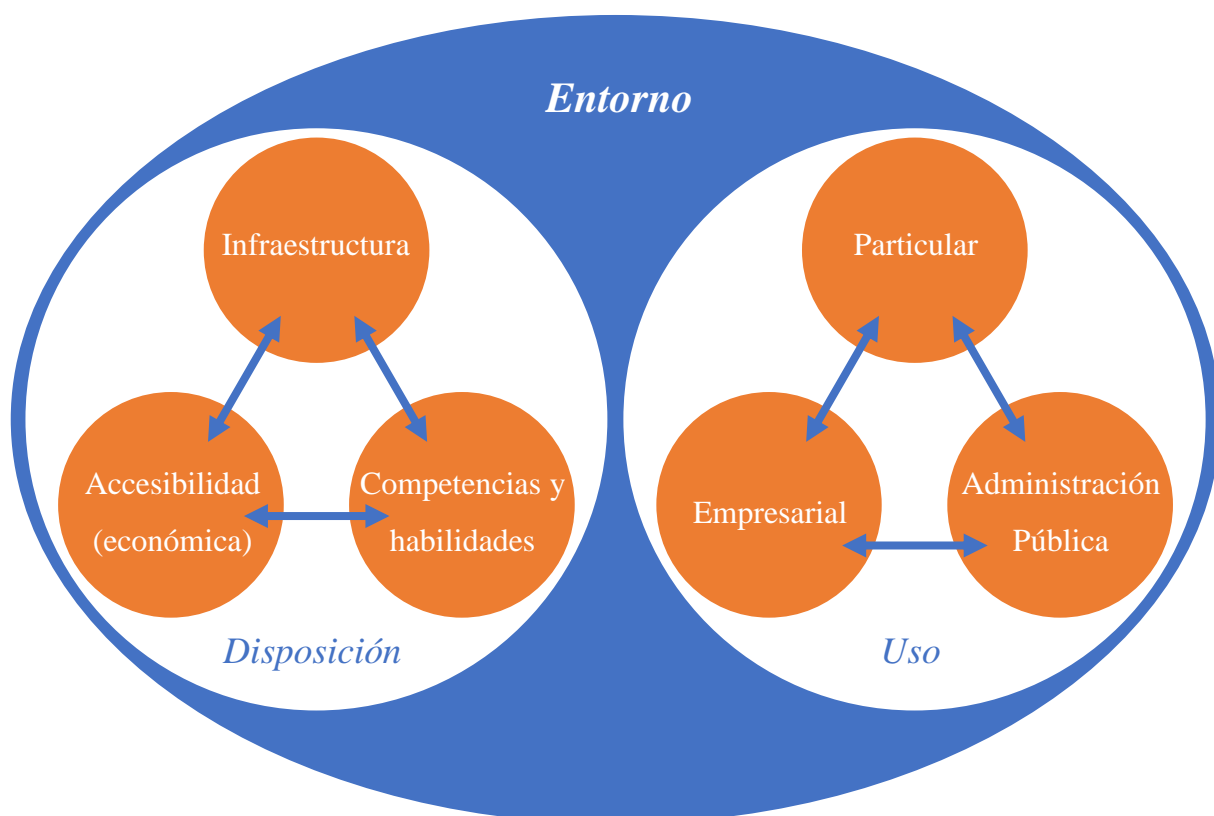 Entorno
Infraestructura
Accesibilidad
(económica)
Competencias y
habilidades
Disposición
Particular
Empresarial
Administración
Pública
Uso